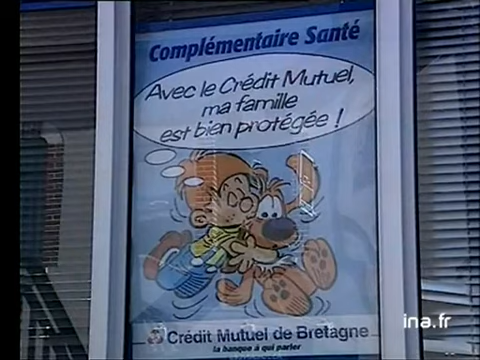 Complémentaire Santé
Avec le Crédit Mutuel,
ma famille
est bien protégée !
Crédit Mutuel de Bretagne
la banque à qui parler
ina.fr